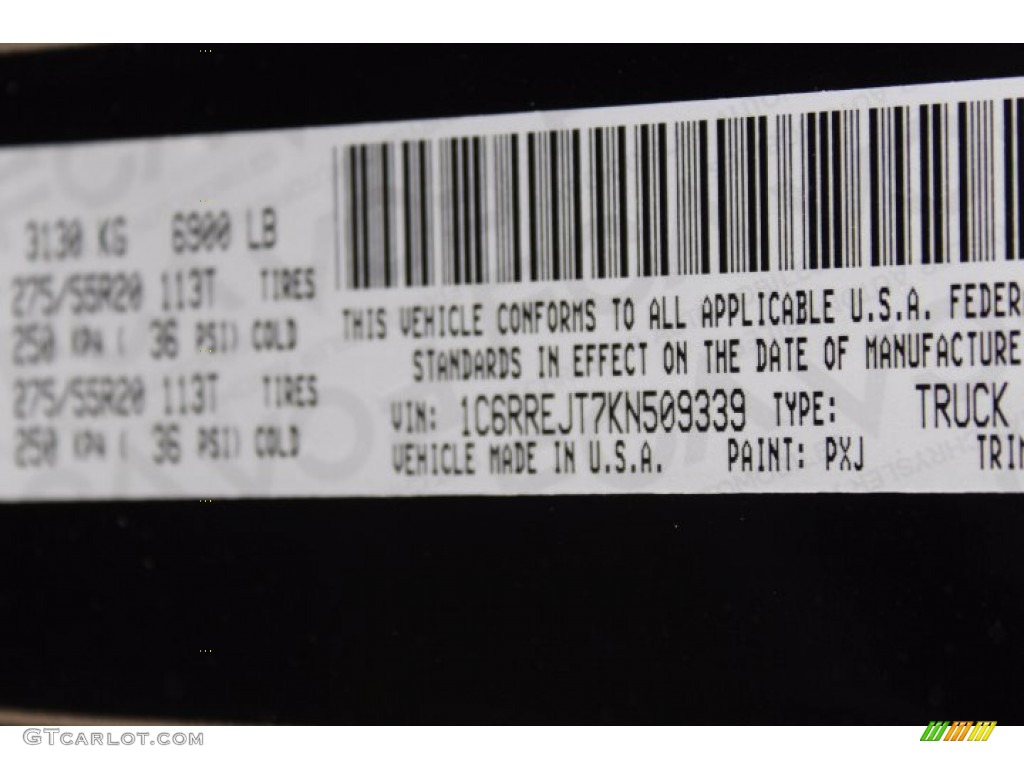 3130 KG 6900 LB
275/55R20 113T TIRES
250 KPA ( 36 PSI) COLD
275/55R20 113T TIRES
250 KPA ( 36 PSI) COLD
THIS VEHICLE CONFORMS TO ALL APPLICABLE U.S.A. FEDER
STANDARDS IN EFFECT ON THE DATE OF MANUFACTURE
VIN: 1C6RREJT7KN509339 TYPE: TRUCK
VEHICLE MADE IN U.S.A. PAINT: PXJ TRIM
GTCARLOT.COM